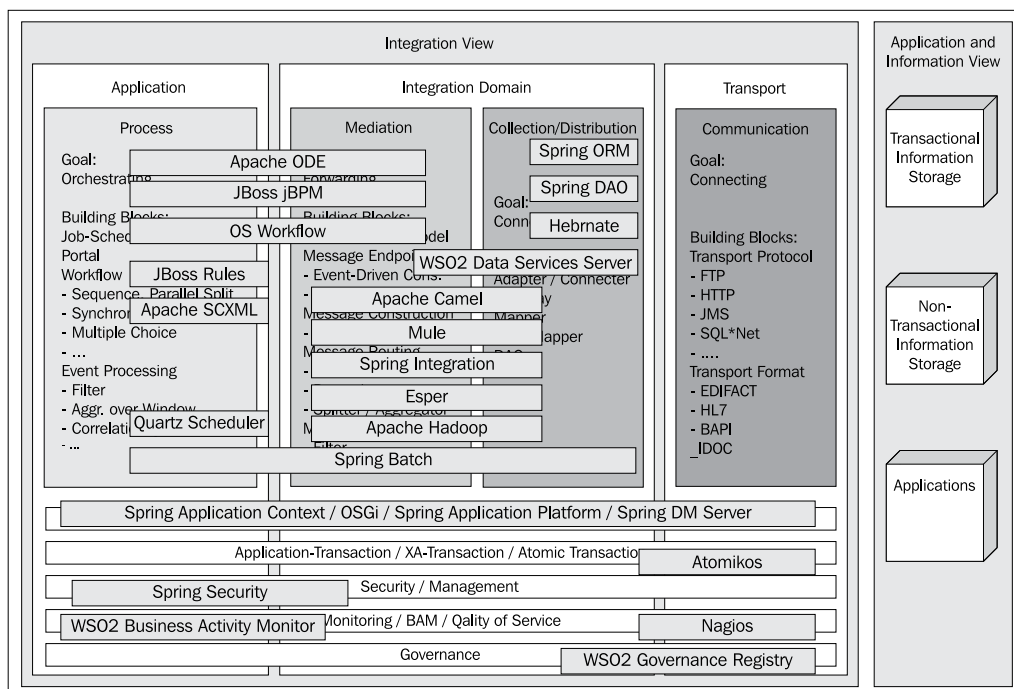 Integration View
Application and
Information View
Application
Integration Domain
Transport
Process
Goal:
Orchestrating
Building Blocks:
Job-Sched
Portal
Workflow
- Sequence, Parallel Split
- Synchron
- Multiple Choice
- ...
Event Processing
- Filter
- Aggr. over Window
- Correlati
- ...
Mediation
Forwarding
Building Blocks:
Message Endpo
- Event-Driven Cons.
Message Construction
Message Routing
- Splitter / Aggregator
Filter
Collection/Distribution
Goal:
Adapter / Connecter
Mapper
Communication
Goal:
Connecting
Building Blocks:
Transport Protocol
- FTP
- HTTP
- JMS
- SQL*Net
- ....
Transport Format
- EDIFACT
- HL7
- BAPI
_IDOC
Apache ODE
JBoss jBPM
OS Workflow
JBoss Rules
Apache SCXML
Quartz Scheduler
Spring ORM
Spring DAO
Hebrnate
WSO2 Data Services Server
Apache Camel
Mule
Spring Integration
Esper
Apache Hadoop
Spring Batch
Spring Application Context / OSGi / Spring Application Platform / Spring DM Server
Application-Transaction / XA-Transaction / Atomic Transactio
Atomikos
Security / Management
Spring Security
WSO2 Business Activity Monitor
Monitoring / BAM / Qality of Service
Nagios
Governance
WSO2 Governance Registry
Transactional
Information
Storage
Non-
Transactional
Information
Storage
Applications